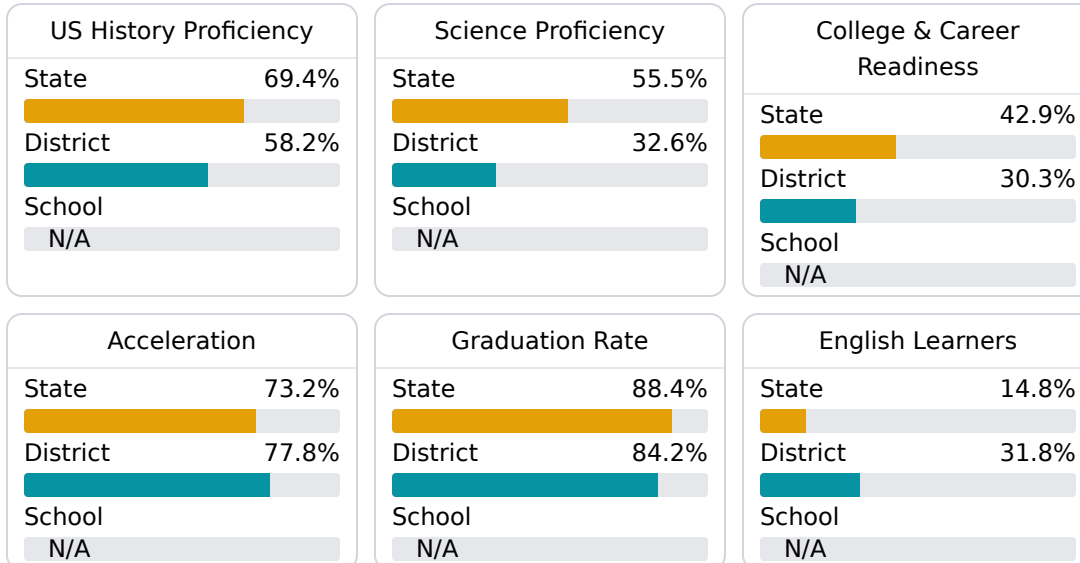 US History Proficiency
State 69.4%
District 58.2%
School
N/A
Science Proficiency
State 55.5%
District 32.6%
School
N/A
College & Career
Readiness
State 42.9%
District 30.3%
School
N/A
Acceleration
State 73.2%
District 77.8%
School
N/A
Graduation Rate
State 88.4%
District 84.2%
School
N/A
English Learners
State 14.8%
District 31.8%
School
N/A